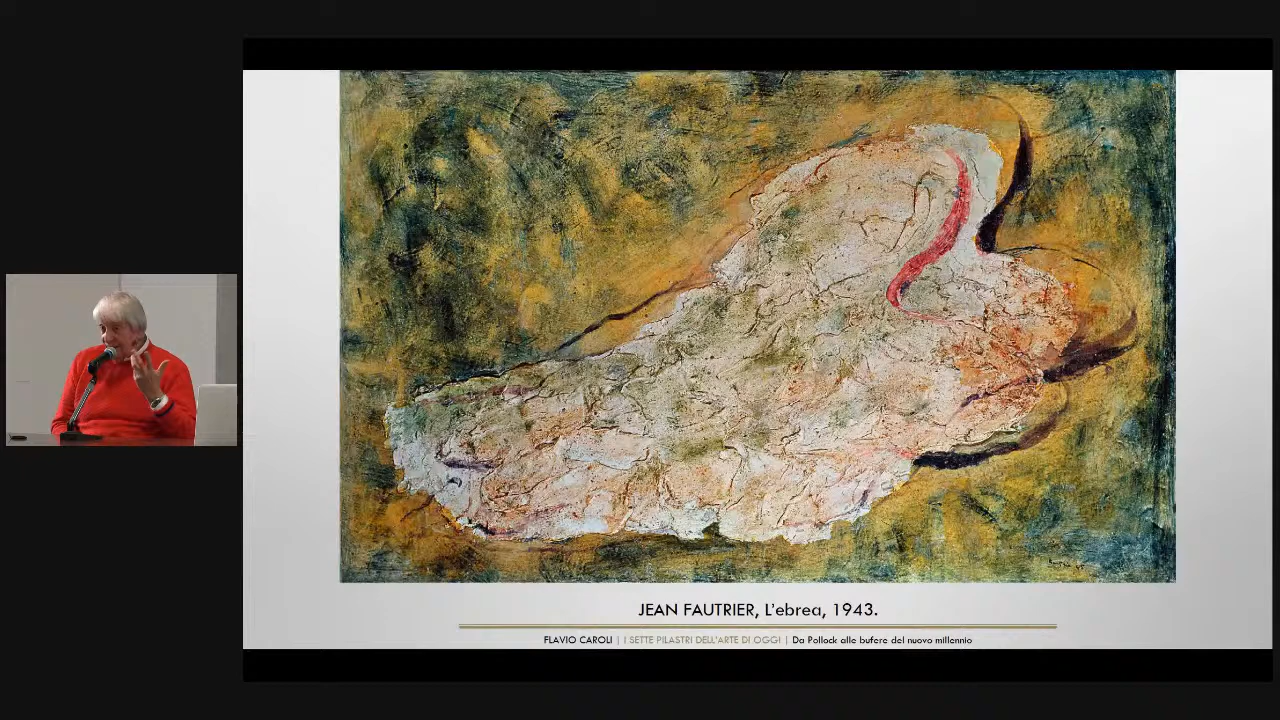 JEAN FAUTRIER, L'ebrea, 1943.
FLAVIO CAROLI | I SETTE PILASTRI DELL'ARTE DI OGGI | Da Pollock alle bufere del nuovo millennio